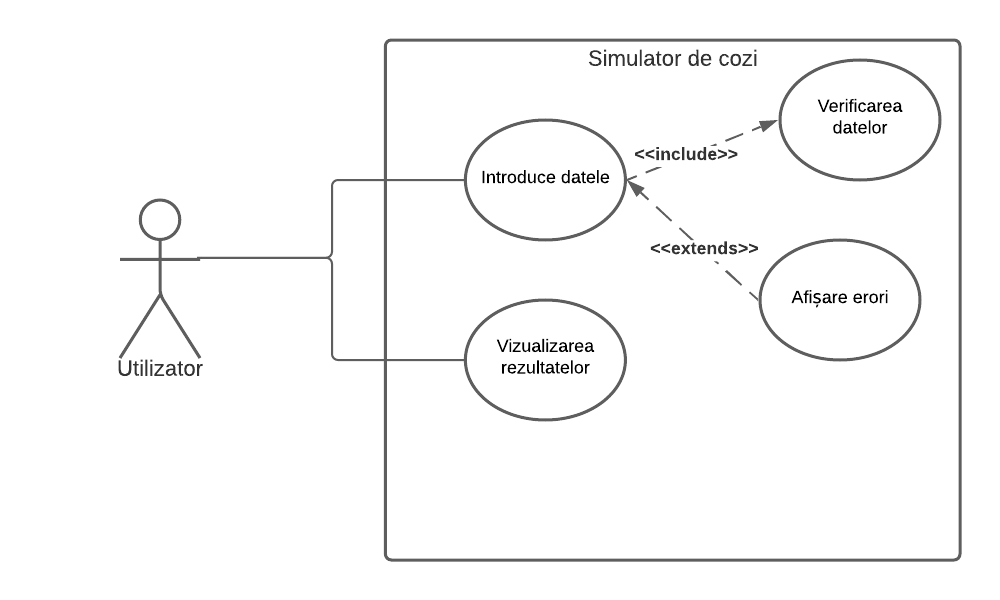 Simulator de cozi
Verificarea
datelor
<<include>>
Introduce datele
<<extends>>
Afișare erori
Vizualizarea
rezultatelor
Utilizator